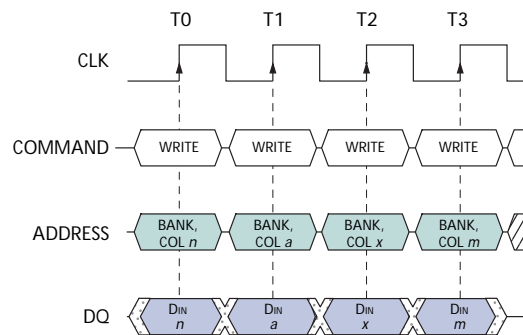 T0 T1 T2 T3
CLK
COMMAND WRITE WRITE WRITE WRITE
BANK, BANK, BANK, BANK,
ADDRESS
COL n COL a COL x COL m
DIN DIN DIN DIN
DQ
n a x m